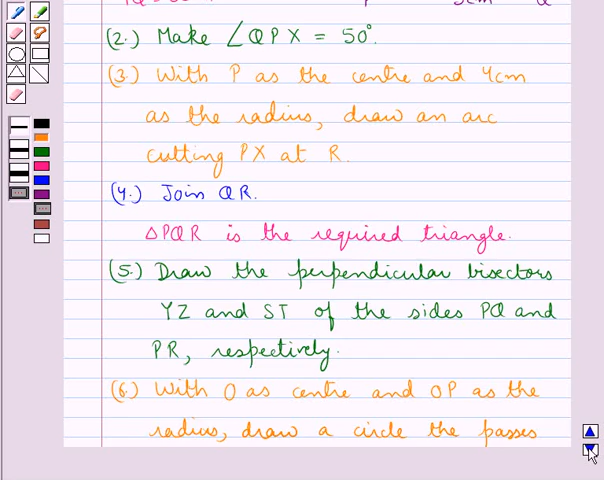 (2.) Make ∠QPX = 50°.
(3.) With P as the centre and 4cm
as the radius, draw an arc
cutting PX at R.
(4.) Join QR.
△PQR is the required triangle.
(5.) Draw the perpendicular bisectors
YZ and ST of the sides PQ and
PR, respectively.
(6.) With O as centre and OP as the
radius, draw a circle the passes